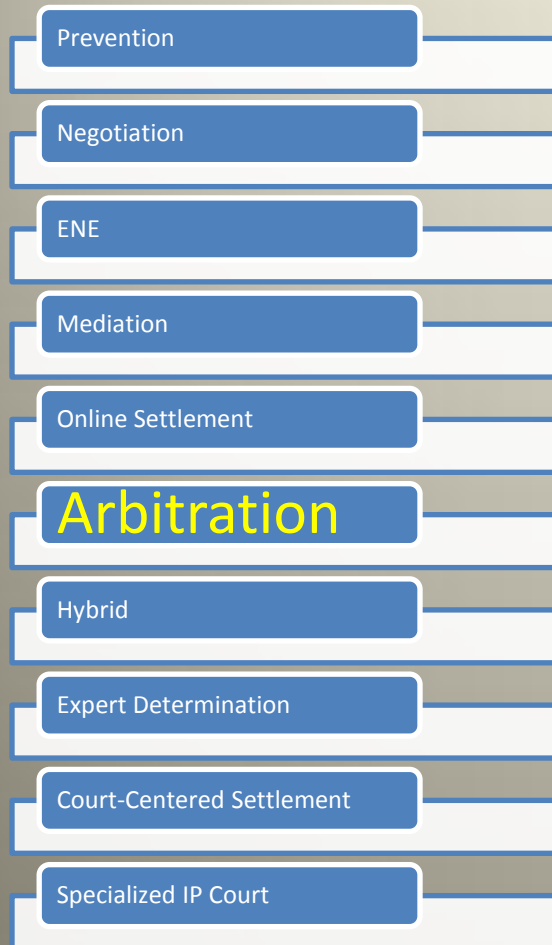 Prevention
Negotiation
ENE
Mediation
Online Settlement
Arbitration
Hybrid
Expert Determination
Court-Centered Settlement
Specialized IP Court